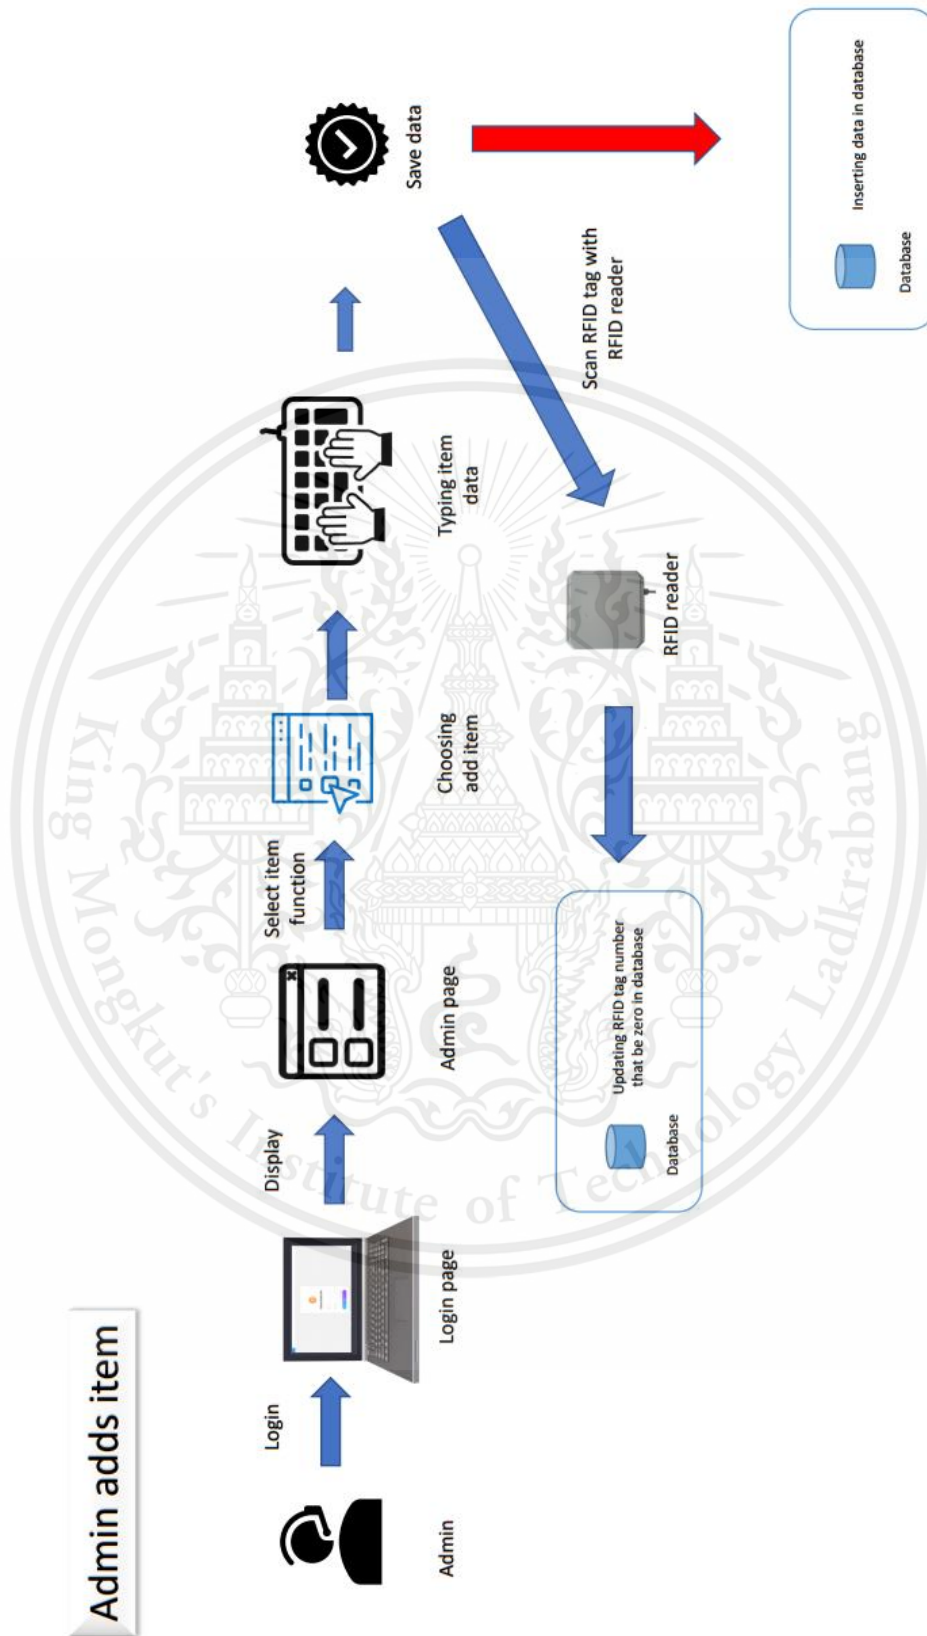 Admin adds item
Login
Display
Select item
function
Admin
Login page
Admin page
Choosing
add item
Typing item
data
Save data
Scan RFID tag with
RFID reader
RFID reader
Updating RFID tag number
that be zero in database
Database
Inserting data in database
Database
King Mongkut's Institute of Technology Ladkrabang